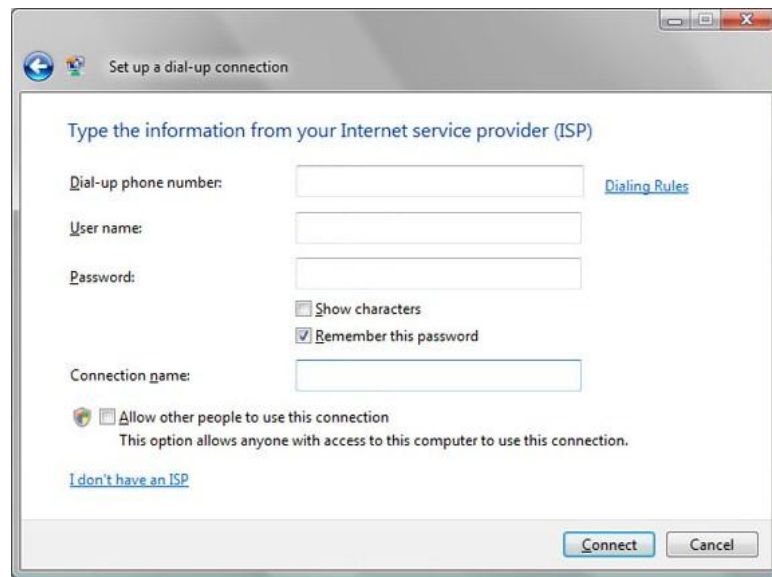 Set up a dial-up connection
Type the information from your Internet service provider (ISP)
Dial-up phone number:
Dialing Rules
User name:
Password:
Show characters
Remember this password
Connection name:
Allow other people to use this connection
This option allows anyone with access to this computer to use this connection.
I don't have an ISP
Connect Cancel